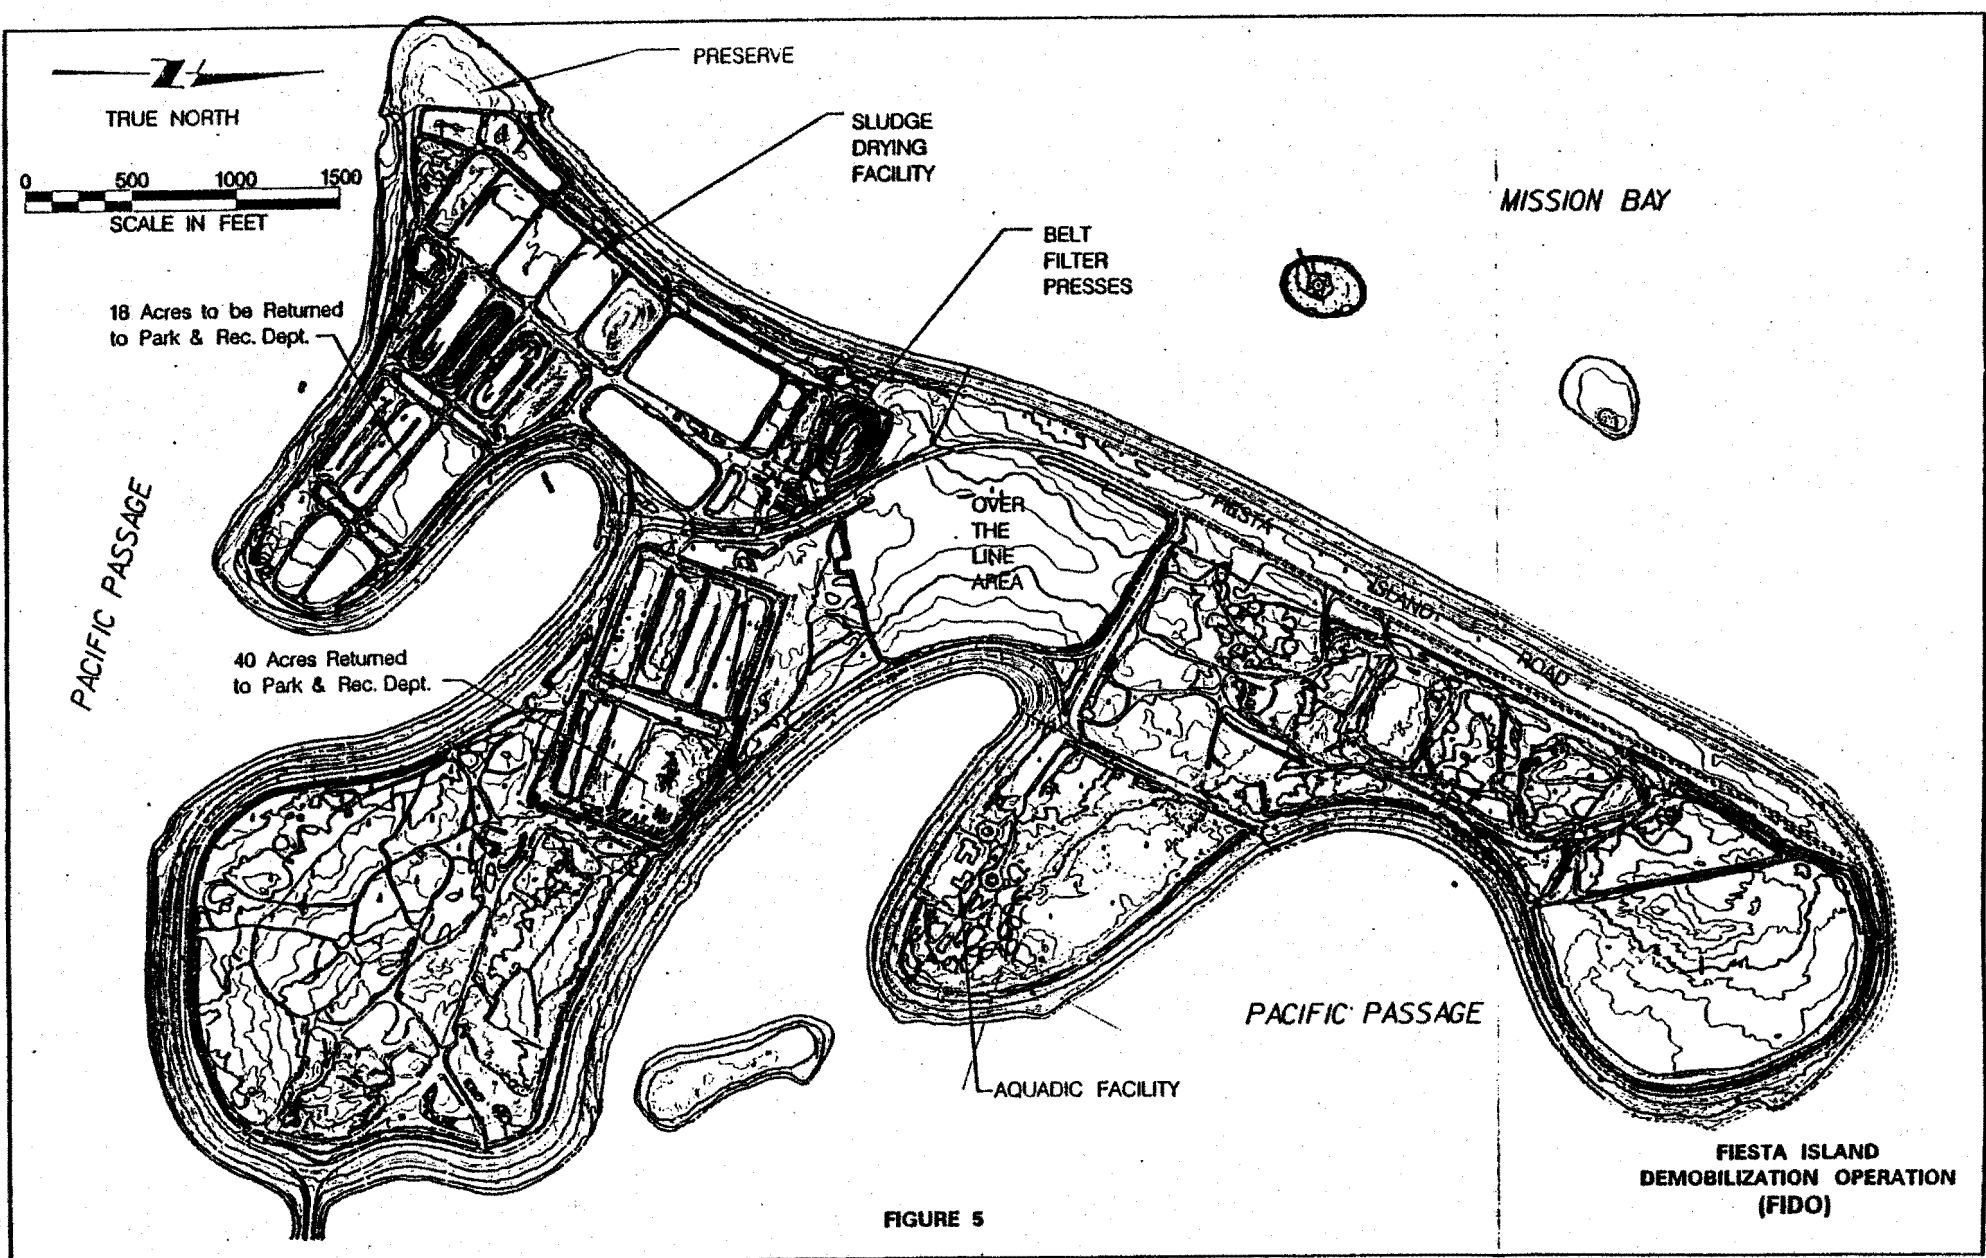 PRESERVE
TRUE NORTH
0 500 1000 1500
SCALE IN FEET
SLUDGE
DRYING
FACILITY
MISSION BAY
BELT
FILTER
PRESSES
18 Acres to be Returned
to Park & Rec. Dept.
PACIFIC PASSAGE
OVER
THE
LINE
AREA
FIESTA
ISLAND
ROAD
40 Acres Returned
to Park & Rec. Dept.
PACIFIC PASSAGE
AQUADIC FACILITY
FIESTA ISLAND
DEMOBILIZATION OPERATION
(FIDO)
FIGURE 5